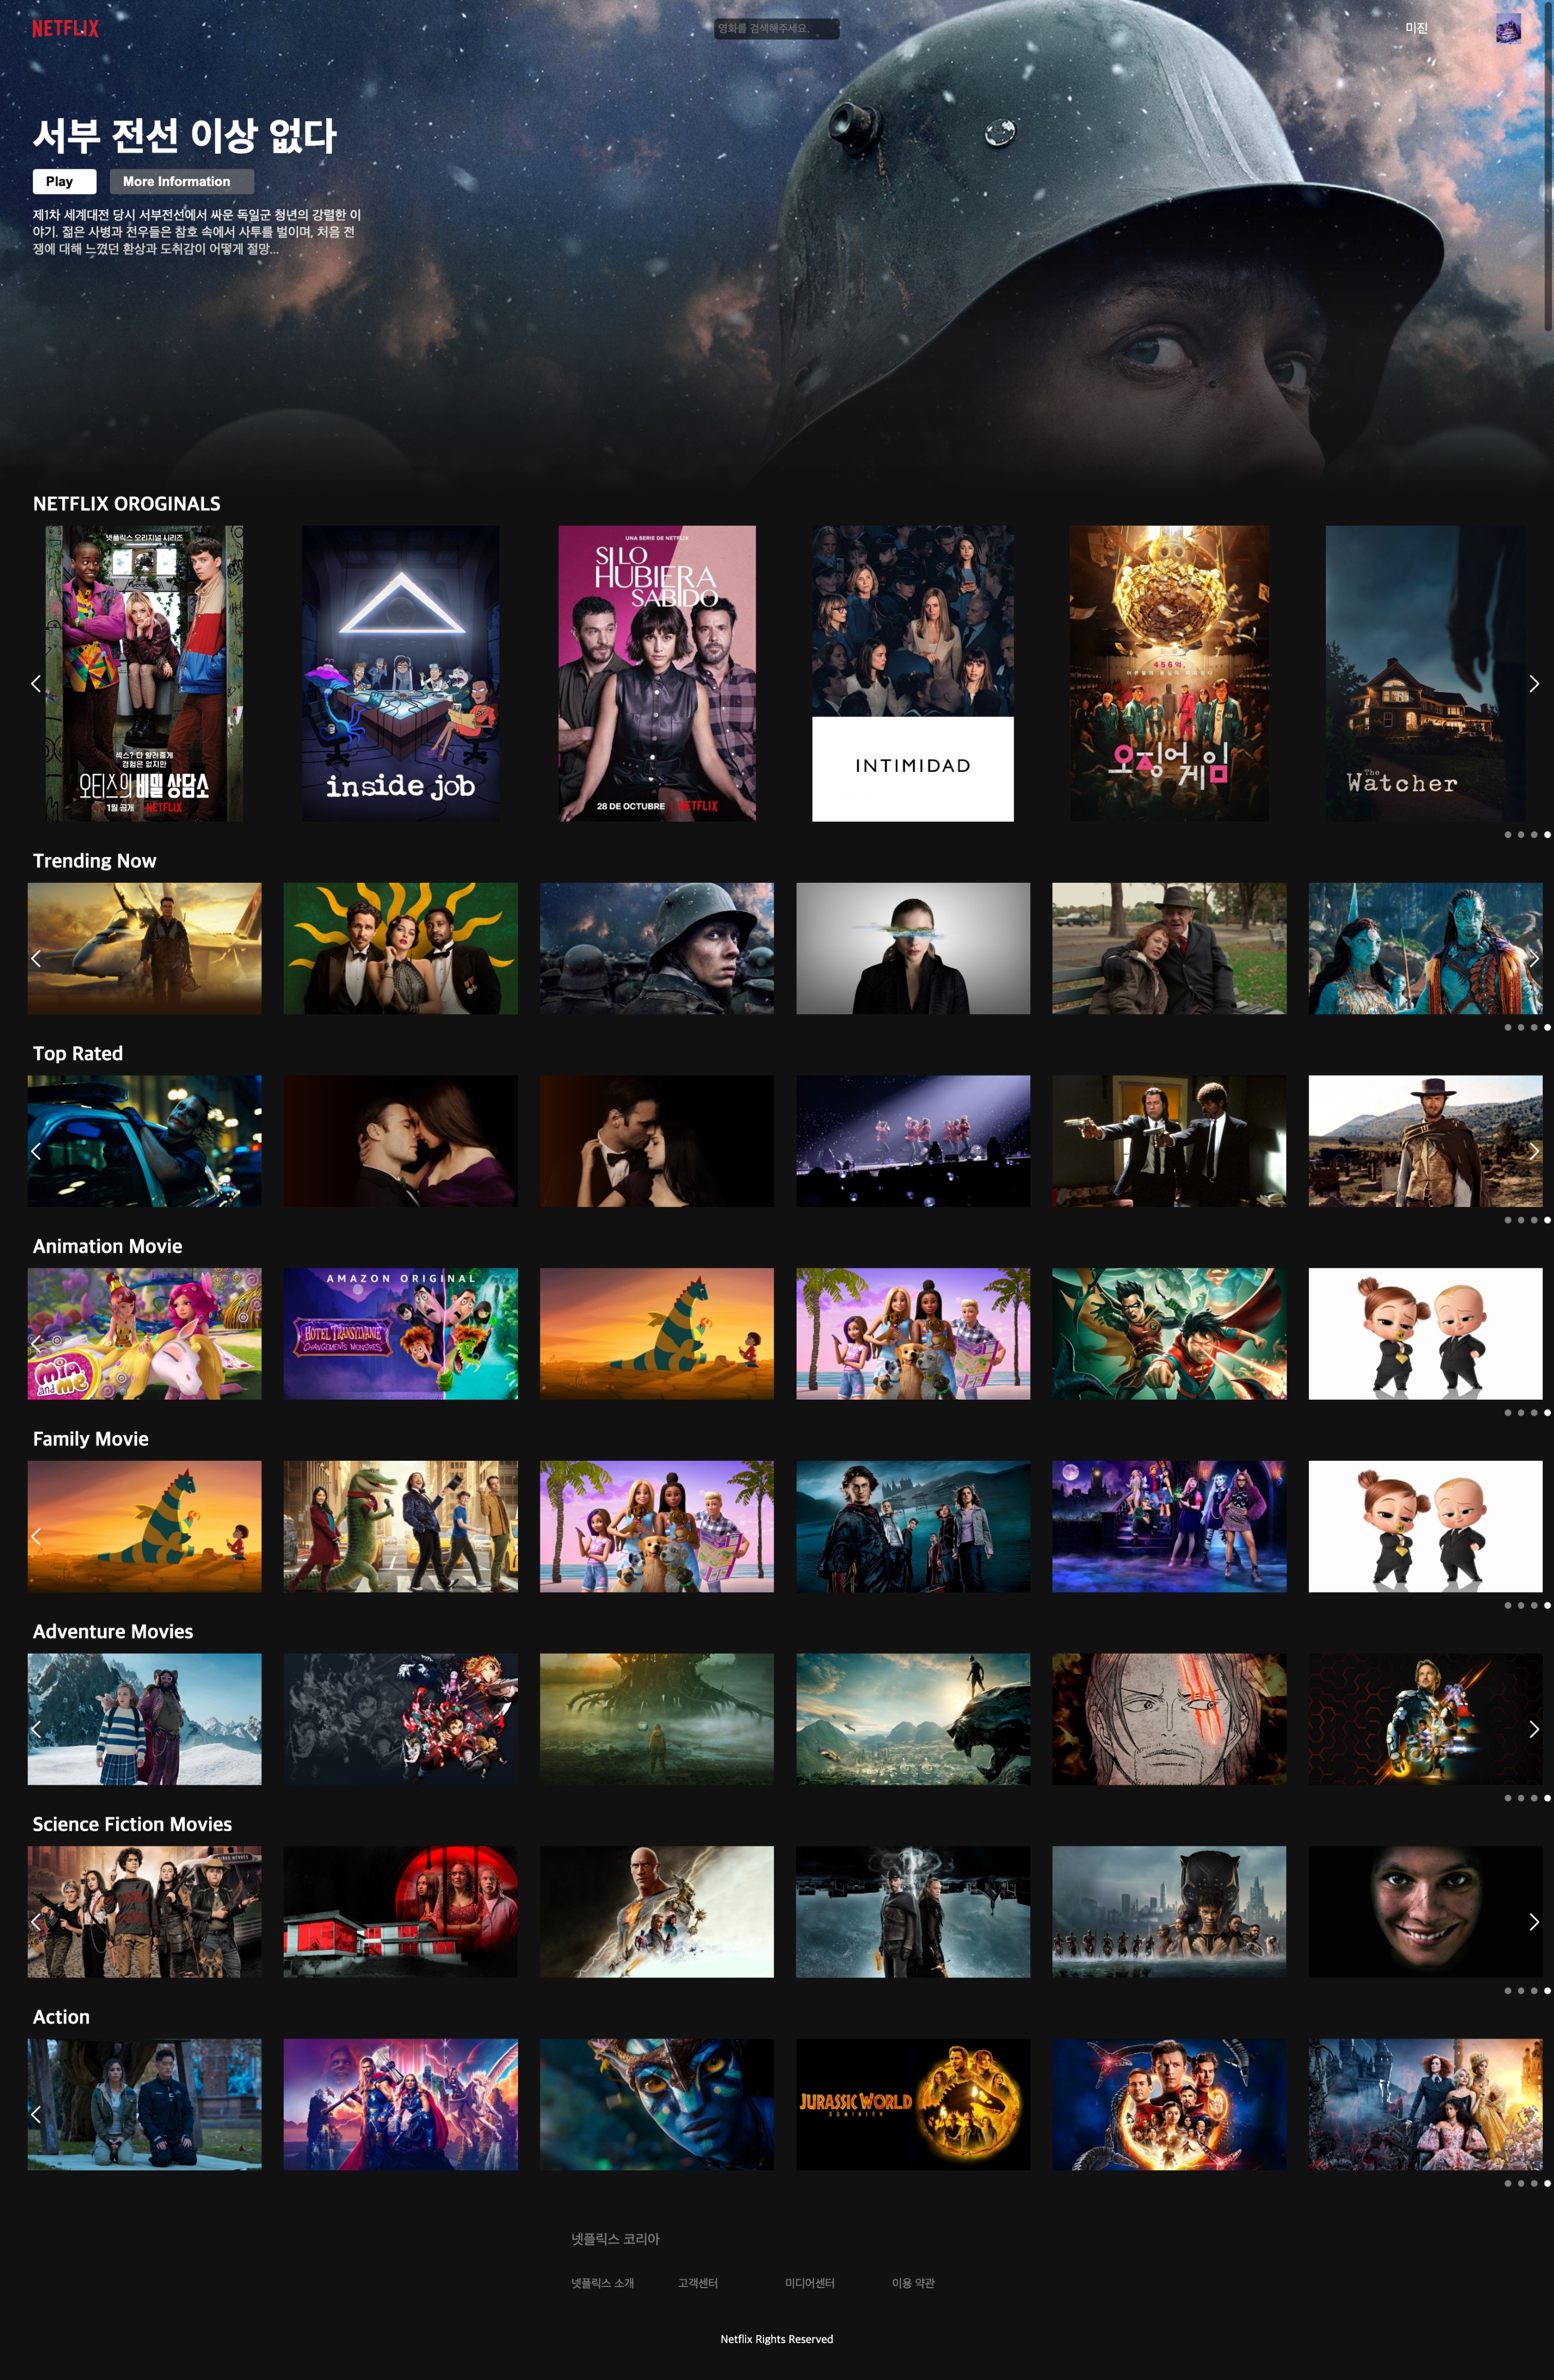 NETFLIX
영화를 검색해주세요.
미진
서부 전선 이상 없다
Play
More Information
제1차 세계대전 당시 서부전선에서 싸운 독일군 청년의 강렬한 이
야기. 젊은 사병과 전우들은 참호 속에서 사투를 벌이며, 처음 전
쟁에 대해 느꼈던 환상과 도취감이 어떻게 절망...
NETFLIX OROGINALS
넷플릭스 오리지널 시리즈
섹스? 다 알려줄게
경험은 없지만
오티스의 비밀 상담소
1월 공개 NETFLIX
inside job
UNA SERIE DE NETFLIX
SI LO
HUBIERA
SABIDO
28 DE OCTUBRE | NETFLIX
INTIMIDAD
456억,
오징어
게임
The
Watcher
Trending Now
Top Rated
Animation Movie
Mia
and me
AMAZON ORIGINAL
HÔTEL TRANSYLVANIE
CHANGEMENTS MONSTRES
Family Movie
Adventure Movies
Science Fiction Movies
Action
JURASSIC WORLD
DOMINION
넷플릭스 코리아
넷플릭스 소개
고객센터
미디어센터
이용 약관
Netflix Rights Reserved